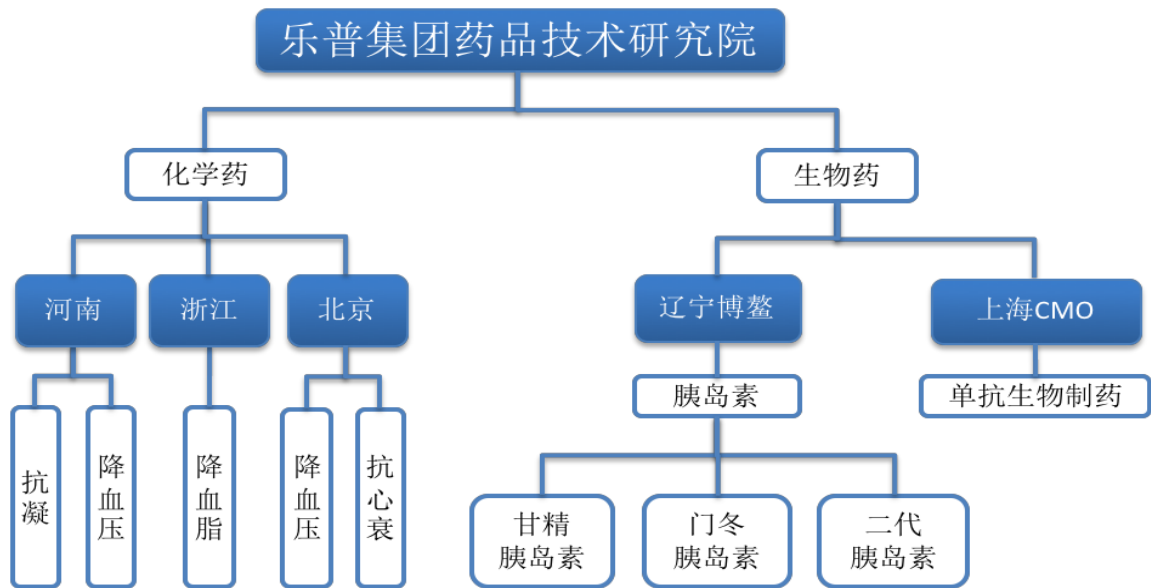 乐普集团药品技术研究院
化学药
生物药
河南
浙江
北京
辽宁博鳌
上海CMO
胰岛素
单抗生物制药
抗凝
降血压
降血脂
降血压
抗心衰
甘精
胰岛素
门冬
胰岛素
二代
胰岛素